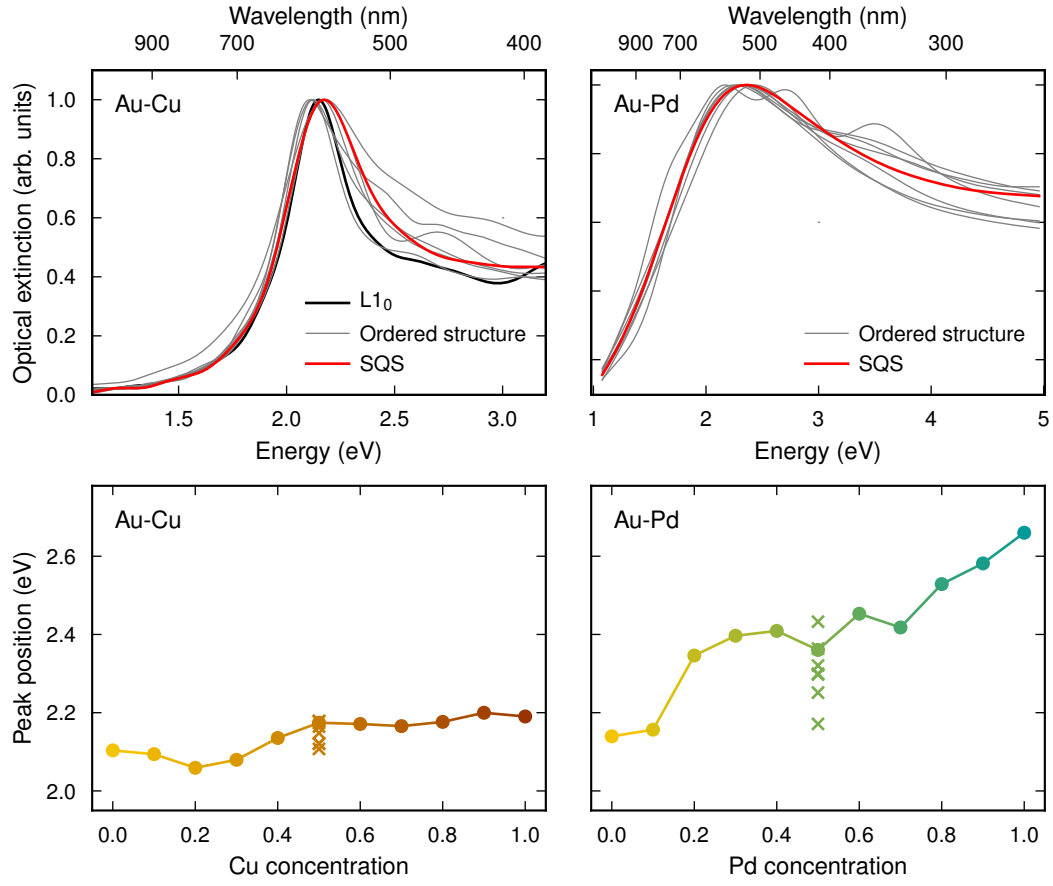 Wavelength (nm)
900 700 500 400
Au-Cu
Optical extinction (arb. units)
1.0
0.8
0.6
0.4
0.2
0.0
L1₀
Ordered structure
SQS
1.5 2.0 2.5 3.0
Energy (eV)
Wavelength (nm)
900 700 500 400 300
Au-Pd
Ordered structure
SQS
1 2 3 4 5
Energy (eV)
Au-Cu
Peak position (eV)
2.6
2.4
2.2
2.0
0.0 0.2 0.4 0.6 0.8 1.0
Cu concentration
Au-Pd
0.0 0.2 0.4 0.6 0.8 1.0
Pd concentration